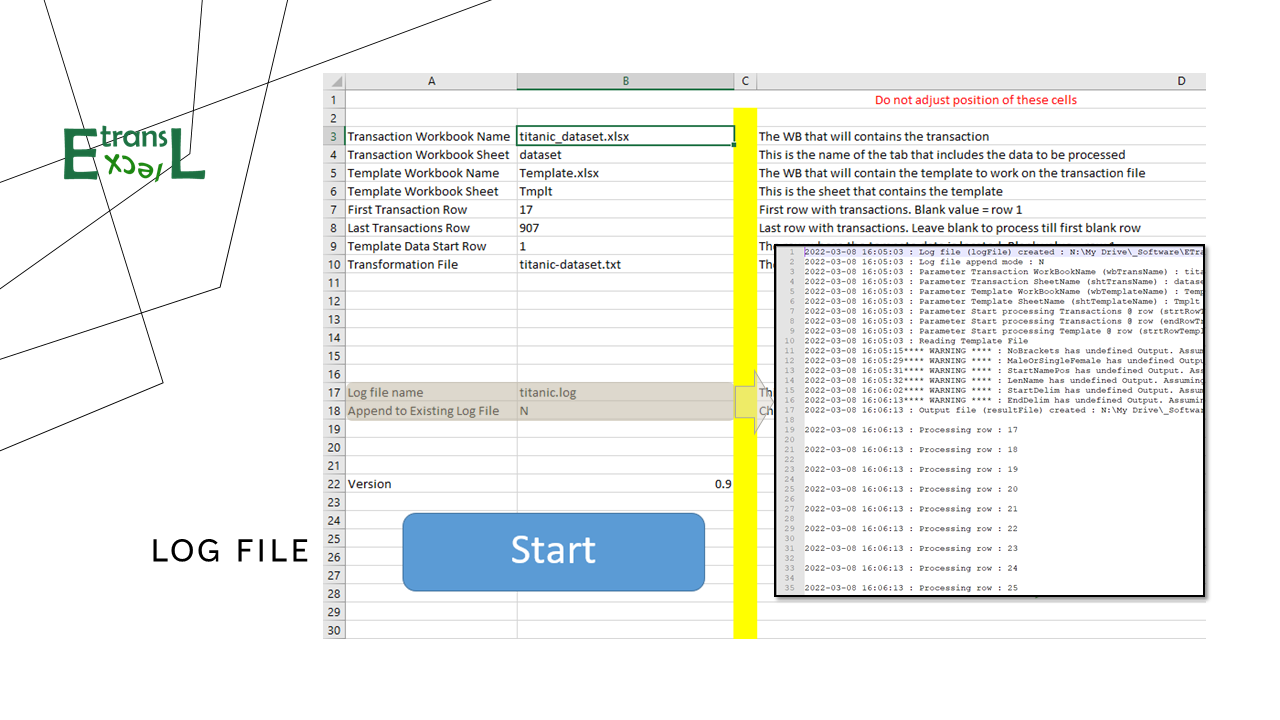 Etrans
Excel
LOG FILE
A B C D
1 Do not adjust position of these cells
2
3 Transaction Workbook Name titanic_dataset.xlsx The WB that will contains the transaction
4 Transaction Workbook Sheet dataset This is the name of the tab that includes the data to be processed
5 Template Workbook Name Template.xlsx The WB that will contain the template to work on the transaction file
6 Template Workbook Sheet Tmplt This is the sheet that contains the template
7 First Transaction Row 17 First row with transactions. Blank value = row 1
8 Last Transactions Row 907 Last row with transactions. Leave blank to process till first blank row
9 Template Data Start Row 1
10 Transformation File titanic-dataset.txt
11
12
13
14
15
16
17 Log file name titanic.log Th
18 Append to Existing Log File N Ch
19
20
21
22 Version 0.9
23
24
25
26
27
28
29
30
Start
1 2022-03-08 16:05:03 : Log file (logFile) created : N:\My Drive\_Software\ETra
2 2022-03-08 16:05:03 : Log file append mode : N
3 2022-03-08 16:05:03 : Parameter Transaction WorkBookName (wbTransName) : tita
4 2022-03-08 16:05:03 : Parameter Transaction SheetName (shtTransName) : datase
5 2022-03-08 16:05:03 : Parameter Template WorkBookName (wbTemplateName) : Temp
6 2022-03-08 16:05:03 : Parameter Template SheetName (shtTemplateName) : Tmplt
7 2022-03-08 16:05:03 : Parameter Start processing Transactions @ row (strtRowT
8 2022-03-08 16:05:03 : Parameter Start processing Transactions @ row (endRowTr
9 2022-03-08 16:05:03 : Parameter Start processing Template @ row (strtRowTempl
10 2022-03-08 16:05:03 : Reading Template File
11 2022-03-08 16:05:15**** WARNING **** : NoBrackets has undefined Output. Assum
12 2022-03-08 16:05:29**** WARNING **** : MaleOrSingleFemale has undefined Outpu
13 2022-03-08 16:05:31**** WARNING **** : StartNamePos has undefined Output. Ass
14 2022-03-08 16:05:32**** WARNING **** : LenName has undefined Output. Assuming
15 2022-03-08 16:06:02**** WARNING **** : StartDelim has undefined Output. Assum
16 2022-03-08 16:06:13**** WARNING **** : EndDelim has undefined Output. Assumin
17 2022-03-08 16:06:13 : Output file (resultFile) created : N:\My Drive\_Softwar
18
19 2022-03-08 16:06:13 : Processing row : 17
20
21 2022-03-08 16:06:13 : Processing row : 18
22
23 2022-03-08 16:06:13 : Processing row : 19
24
25 2022-03-08 16:06:13 : Processing row : 20
26
27 2022-03-08 16:06:13 : Processing row : 21
28
29 2022-03-08 16:06:13 : Processing row : 22
30
31 2022-03-08 16:06:13 : Processing row : 23
32
33 2022-03-08 16:06:13 : Processing row : 24
34
35 2022-03-08 16:06:13 : Processing row : 25